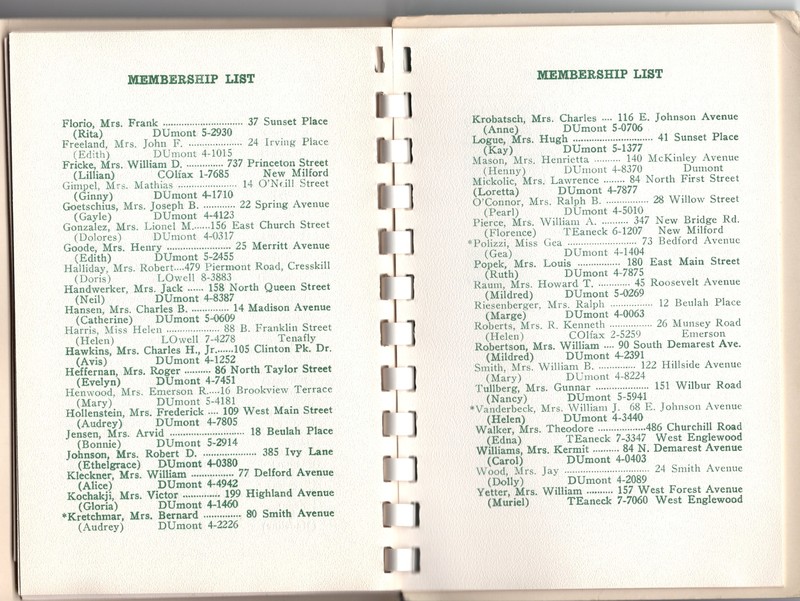 MEMBERSHIP LIST
Florio, Mrs. Frank ............................ 37 Sunset Place
(Rita) DUmont 5-2930
Freeland, Mrs. John F. .................. 24 Irving Place
(Edith) DUmont 4-1015
Fricke, Mrs. William D. ............. 737 Princeton Street
(Lillian) COlfax 1-7685 New Milford
Gimpel, Mrs. Mathias ................ 14 O'Neill Street
(Ginny) DUmont 4-1710
Goetschius, Mrs. Joseph B. ............ 22 Spring Avenue
(Gayle) DUmont 4-4123
Gonzalez, Mrs. Lionel M......156 East Church Street
(Dolores) DUmont 4-0317
Goode, Mrs. Henry .................. 25 Merritt Avenue
(Edith) DUmont 5-2455
Halliday, Mrs. Robert....479 Piermont Road, Cresskill
(Doris) LOwell 8-3883
Handwerker, Mrs. Jack ...... 158 North Queen Street
(Neil) DUmont 4-8387
Hansen, Mrs. Charles B. ............. 14 Madison Avenue
(Catherine) DUmont 5-0609
Harris, Miss Helen ................... 88 B. Franklin Street
(Helen) LOwell 7-4278 Tenafly
Hawkins, Mrs. Charles H., Jr......105 Clinton Pk. Dr.
(Avis) DUmont 4-1252
Heffernan, Mrs. Roger ......... 86 North Taylor Street
(Evelyn) DUmont 4-7451
Henwood, Mrs. Emerson R.....16 Brookview Terrace
(Mary) DUmont 5-4181
Hollenstein, Mrs. Frederick .... 109 West Main Street
(Audrey) DUmont 4-7805
Jensen, Mrs. Arvid ........................ 18 Beulah Place
(Bonnie) DUmont 5-2914
Johnson, Mrs. Robert D. ................... 385 Ivy Lane
(Ethelgrace) DUmont 4-0380
Kleckner, Mrs. William ............ 77 Delford Avenue
(Alice) DUmont 4-4942
Kochakji, Mrs. Victor ............ 199 Highland Avenue
(Gloria) DUmont 4-1460
*Kretchmar, Mrs. Bernard ............. 80 Smith Avenue
(Audrey) DUmont 4-2226
MEMBERSHIP LIST
Krobatsch, Mrs. Charles .... 116 E. Johnson Avenue
(Anne) DUmont 5-0706
Logue, Mrs. Hugh ............................ 41 Sunset Place
(Kay) DUmont 5-1377
Mason, Mrs. Henrietta ......... 140 McKinley Avenue
(Henny) DUmont 4-8370 Dumont
Mickolic, Mrs. Lawrence ....... 84 North First Street
(Loretta) DUmont 4-7877
O'Connor, Mrs. Ralph B. ............ 28 Willow Street
(Pearl) DUmont 4-5010
Pierce, Mrs. William A. ......... 347 New Bridge Rd.
(Florence) TEaneck 6-1207 New Milford
*Polizzi, Miss Gea ........................ 73 Bedford Avenue
(Gea) DUmont 4-1404
Popek, Mrs. Louis ................ 180 East Main Street
(Ruth) DUmont 4-7875
Raum, Mrs. Howard T. ............ 45 Roosevelt Avenue
(Mildred) DUmont 5-0269
Riesenberger, Mrs. Ralph ............ 12 Beulah Place
(Marge) DUmont 4-0063
Roberts, Mrs. R. Kenneth .............. 26 Munsey Road
(Helen) COlfax 2-5259 Emerson
Robertson, Mrs. William .... 90 South Demarest Ave.
(Mildred) DUmont 4-2391
Smith, Mrs. William B. ............ 122 Hillside Avenue
(Mary) DUmont 4-8224
Tullberg, Mrs. Gunnar ................ 151 Wilbur Road
(Nancy) DUmont 5-5941
*Vanderbeck, Mrs. William J. 68 E. Johnson Avenue
(Helen) DUmont 4-3440
Walker, Mrs. Theodore ................486 Churchill Road
(Edna) TEaneck 7-3347 West Englewood
Williams, Mrs. Kermit ...... 84 N. Demarest Avenue
(Carol) DUmont 4-0403
Wood, Mrs. Jay ............................ 24 Smith Avenue
(Dolly) DUmont 4-2089
Yetter, Mrs. William ......... 157 West Forest Avenue
(Muriel) TEaneck 7-7060 West Englewood